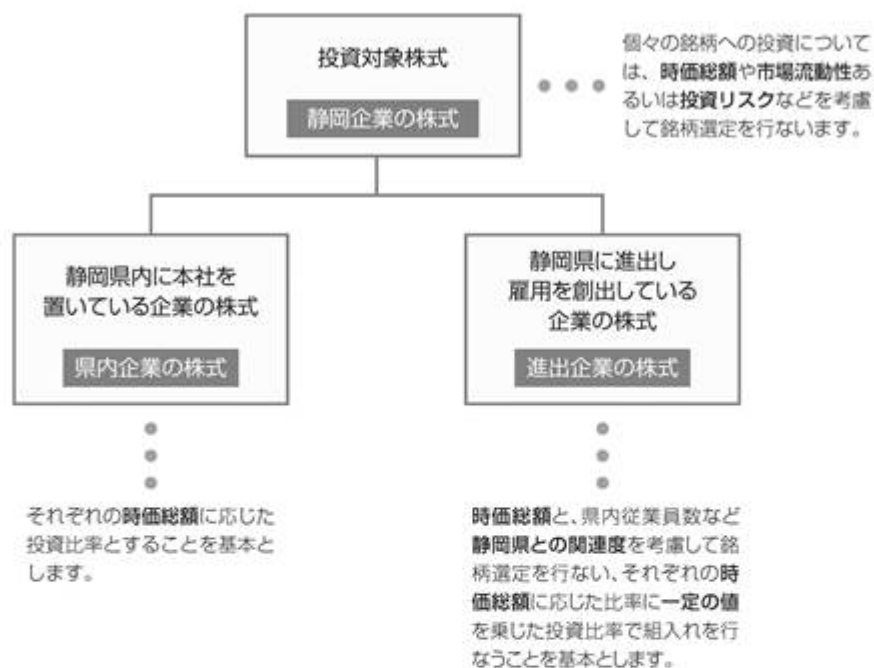 投資対象株式
静岡企業の株式
個々の銘柄への投資について
は、時価総額や市場流動性あ
るいは投資リスクなどを考慮
して銘柄選定を行ないます。
静岡県内に本社を
置いている企業の株式
県内企業の株式
それぞれの時価総額に応じた
投資比率とすることを基本と
します。
静岡県に進出し
雇用を創出している
企業の株式
進出企業の株式
時価総額と、県内従業員数など
静岡県との関連度を考慮して銘
柄選定を行ない、それぞれの時
価総額に応じた比率に一定の値
を乗じた投資比率で組入れを行
なうことを基本とします。